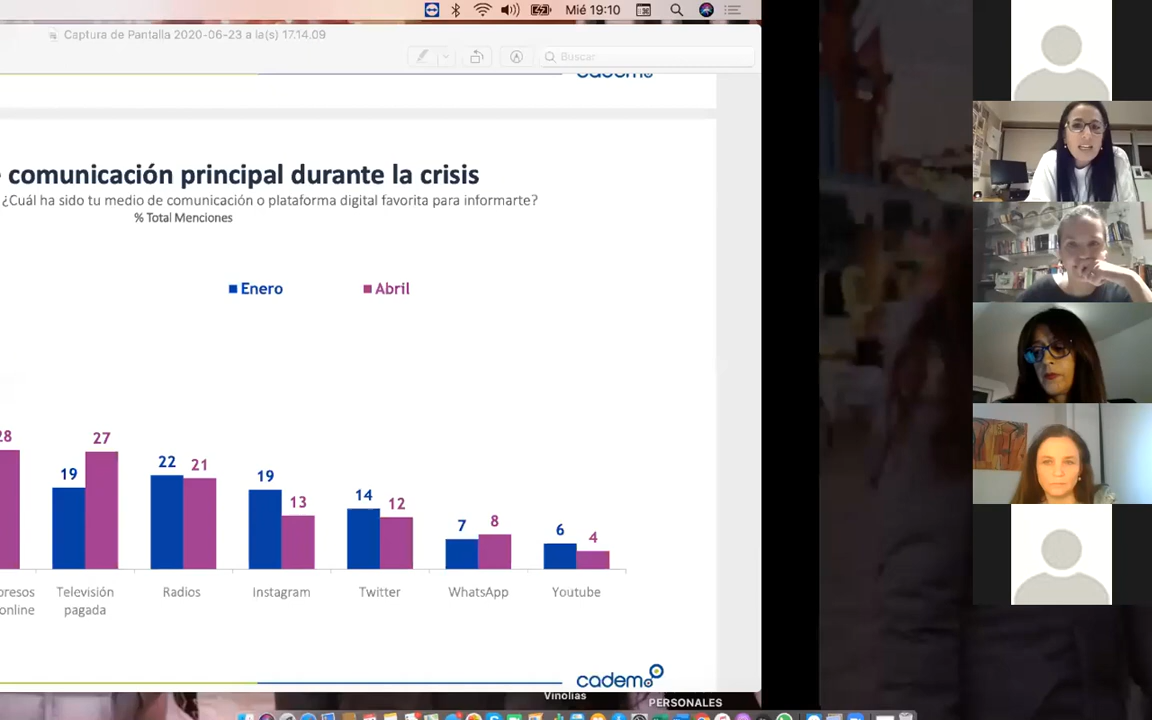 Mié 19:10
Captura de Pantalla 2020-06-23 a la(s) 17.14.09
Buscar
comunicación principal durante la crisis
¿Cuál ha sido tu medio de comunicación o plataforma digital favorita para informarte?
% Total Menciones
Enero Abril
28 19 27 22 21 19 13 14 12 7 8 6 4
Televisión Radios Instagram Twitter WhatsApp Youtube
online pagada
cadem
Vinolias
PERSONALES